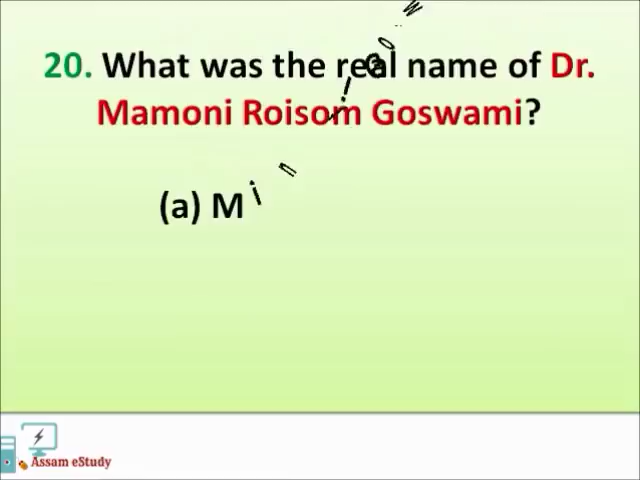 20. What was the real name of Dr.
Mamoni Roisom Goswami?
(a) M
Assam eStudy